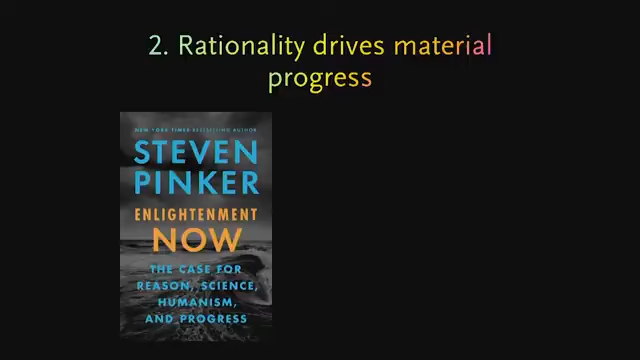 2. Rationality drives material
progress
NEW YORK TIMES BESTSELLING AUTHOR
STEVEN
PINKER
ENLIGHTENMENT
NOW
THE CASE FOR
REASON, SCIENCE,
HUMANISM,
AND PROGRESS